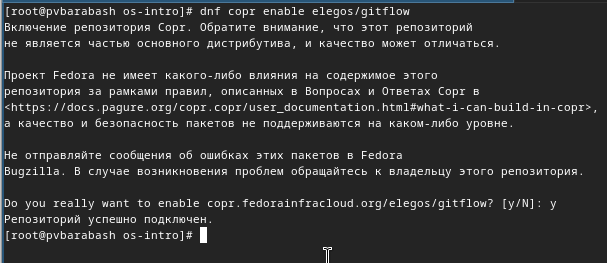 [root@pvbarabash os-intro]# dnf copr enable elegos/gitflow
Включение репозитория Copr. Обратите внимание, что этот репозиторий
не является частью основного дистрибутива, и качество может отличаться.
Проект Fedora не имеет какого-либо влияния на содержимое этого
репозитория за рамками правил, описанных в Вопросах и Ответах Copr в
<https://docs.pagure.org/copr.copr/user_documentation.html#what-i-can-build-in-copr>,
а качество и безопасность пакетов не поддерживаются на каком-либо уровне.
Не отправляйте сообщения об ошибках этих пакетов в Fedora
Bugzilla. В случае возникновения проблем обращайтесь к владельцу этого репозитория.
Do you really want to enable copr.fedorainfracloud.org/elegos/gitflow? [y/N]: y
Репозиторий успешно подключен.
[root@pvbarabash os-intro]#